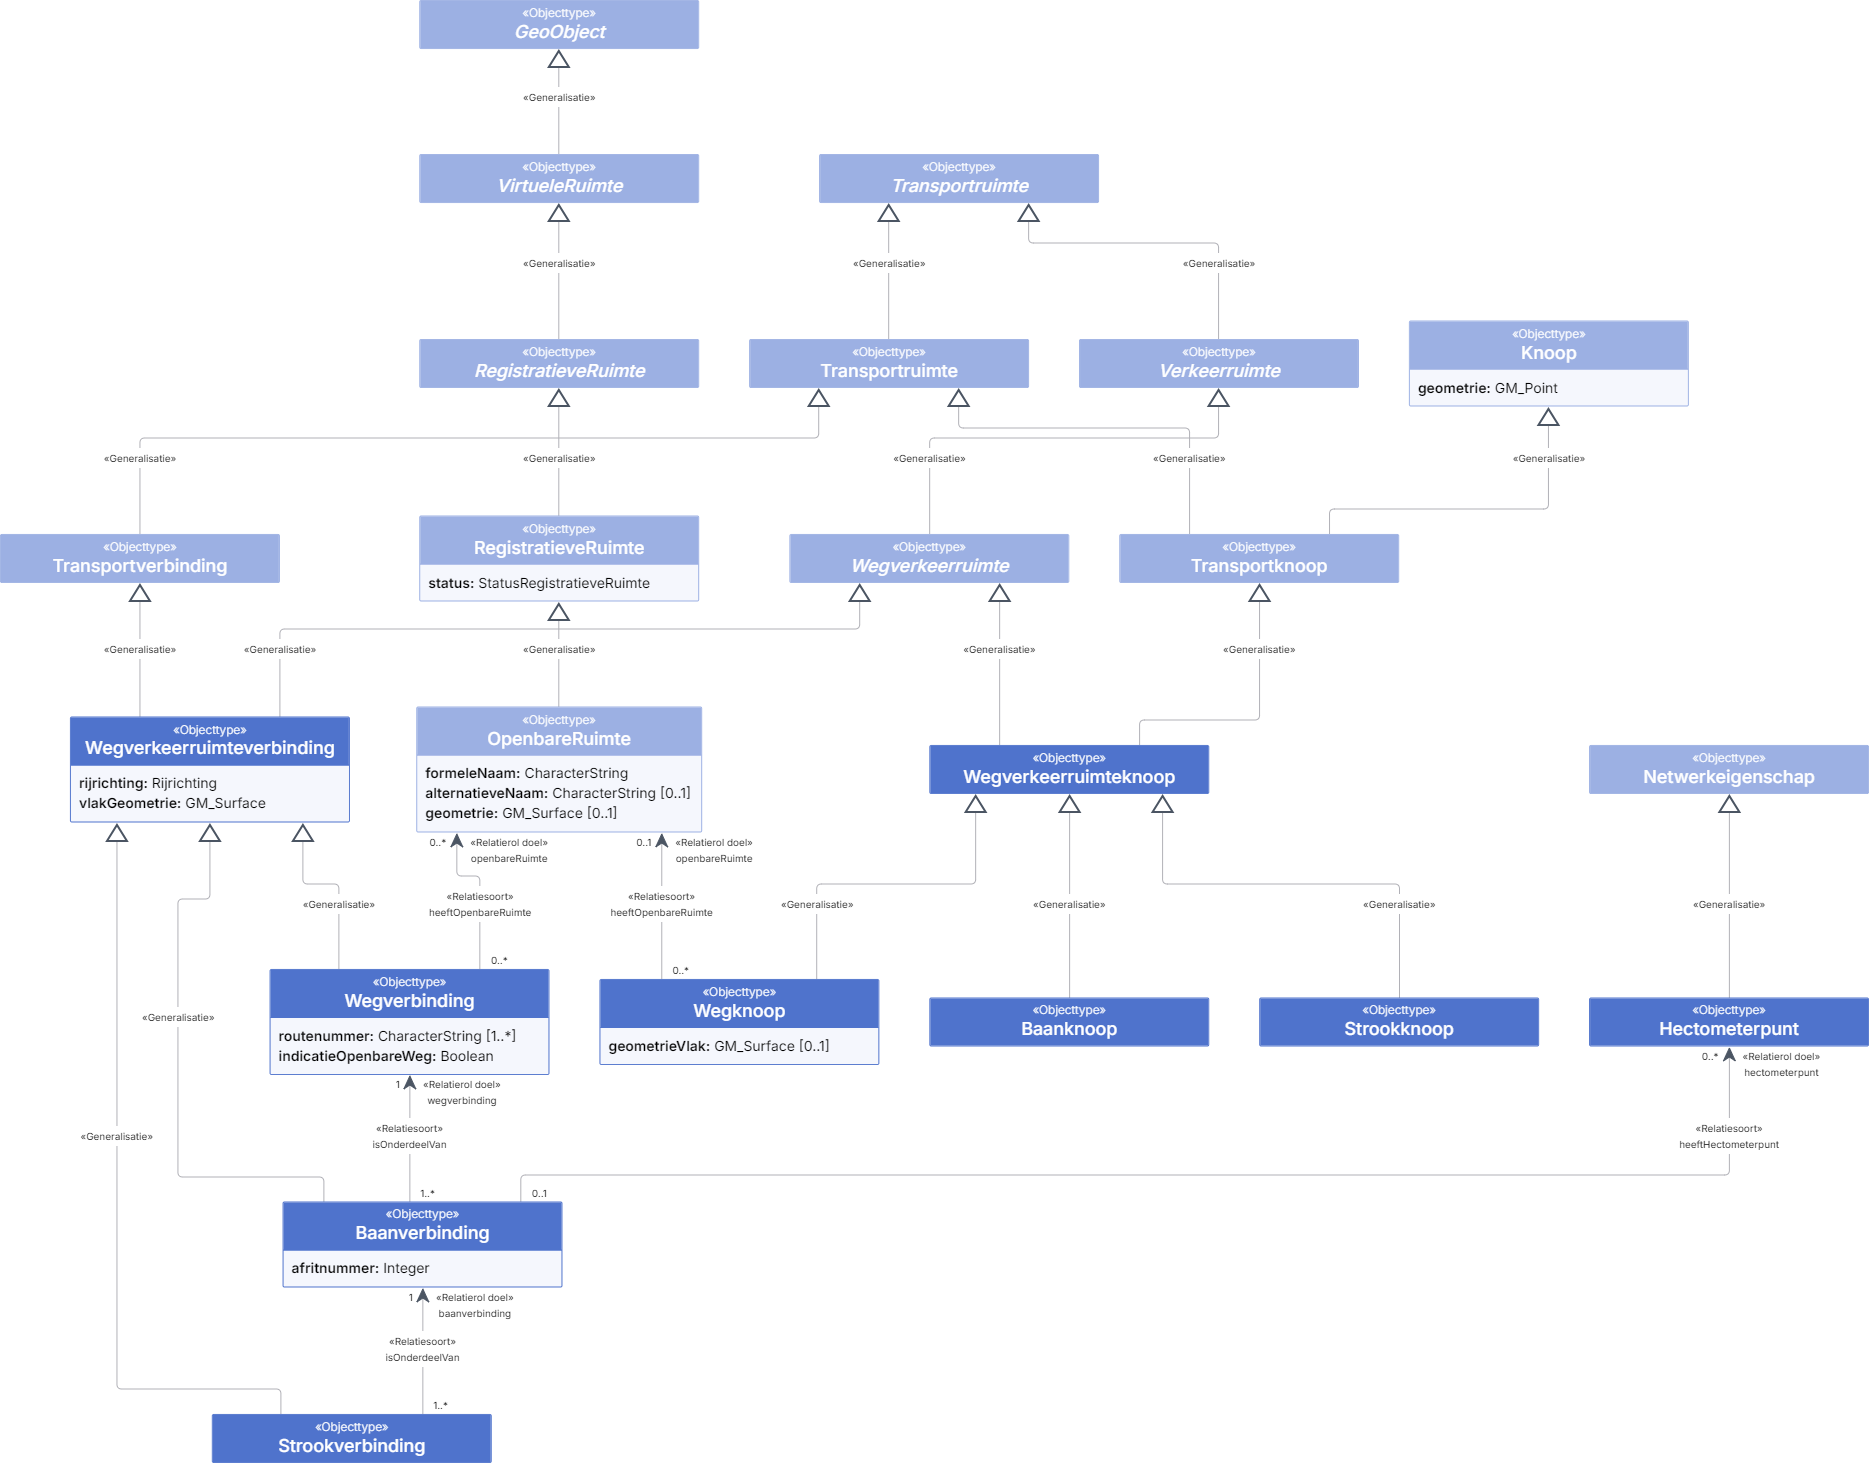 «Objecttype»
GeoObject
«Generalisatie»
«Objecttype»
VirtueleRuimte
«Objecttype»
Transportruimte
«Generalisatie»
«Generalisatie»
«Generalisatie»
«Objecttype»
RegistratieveRuimte
«Objecttype»
Transportruimte
«Objecttype»
Verkeerruimte
«Objecttype»
Knoop
geometrie: GM_Point
«Generalisatie»
«Generalisatie»
«Generalisatie»
«Generalisatie»
«Generalisatie»
«Objecttype»
Transportverbinding
«Objecttype»
RegistratieveRuimte
status: StatusRegistratieveRuimte
«Objecttype»
Wegverkeerruimte
«Objecttype»
Transportknoop
«Generalisatie»
«Generalisatie»
«Generalisatie»
«Generalisatie»
«Generalisatie»
«Objecttype»
Wegverkeerruimteverbinding
rijrichting: Rijrichting
vlakGeometrie: GM_Surface
«Objecttype»
OpenbareRuimte
formeleNaam: CharacterString
alternatieveNaam: CharacterString [0..1]
geometrie: GM_Surface [0..1]
«Objecttype»
Wegverkeerruimteknoop
«Objecttype»
Netwerkeigenschap
0..*
«Relatierol doel»
openbareRuimte
0..1
«Relatierol doel»
openbareRuimte
«Generalisatie»
«Relatiesoort»
heeftOpenbareRuimte
«Relatiesoort»
heeftOpenbareRuimte
«Generalisatie»
«Generalisatie»
«Generalisatie»
«Generalisatie»
0..*
0..*
«Objecttype»
Wegverbinding
routenummer: CharacterString [1..*]
indicatieOpenbareWeg: Boolean
«Objecttype»
Wegknoop
geometrieVlak: GM_Surface [0..1]
«Objecttype»
Baanknoop
«Objecttype»
Strookknoop
«Objecttype»
Hectometerpunt
«Generalisatie»
1
«Relatierol doel»
wegverbinding
0..*
«Relatierol doel»
hectometerpunt
«Generalisatie»
«Relatiesoort»
isOnderdeelVan
«Relatiesoort»
heeftHectometerpunt
1..*
0..1
«Objecttype»
Baanverbinding
afritnummer: Integer
1
«Relatierol doel»
baanverbinding
«Relatiesoort»
isOnderdeelVan
1..*
«Objecttype»
Strookverbinding